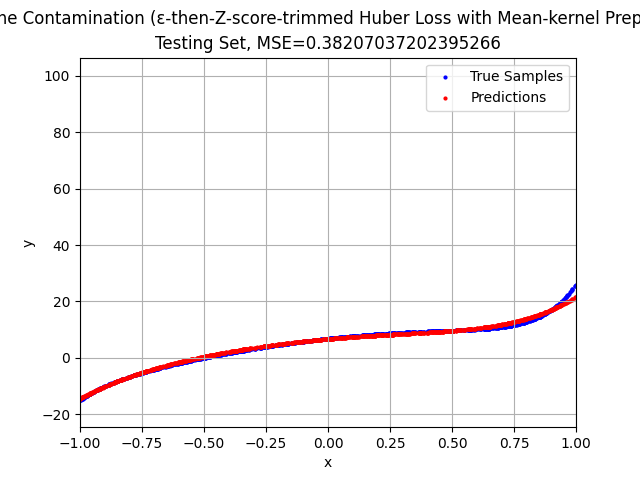 ne Contamination (ε-then-Z-score-trimmed Huber Loss with Mean-kernel Prep
Testing Set, MSE=0.38207037202395266
True Samples
Predictions
100
80
60
40
20
0
−20
y
−1.00 −0.75 −0.50 −0.25 0.00 0.25 0.50 0.75 1.00
x